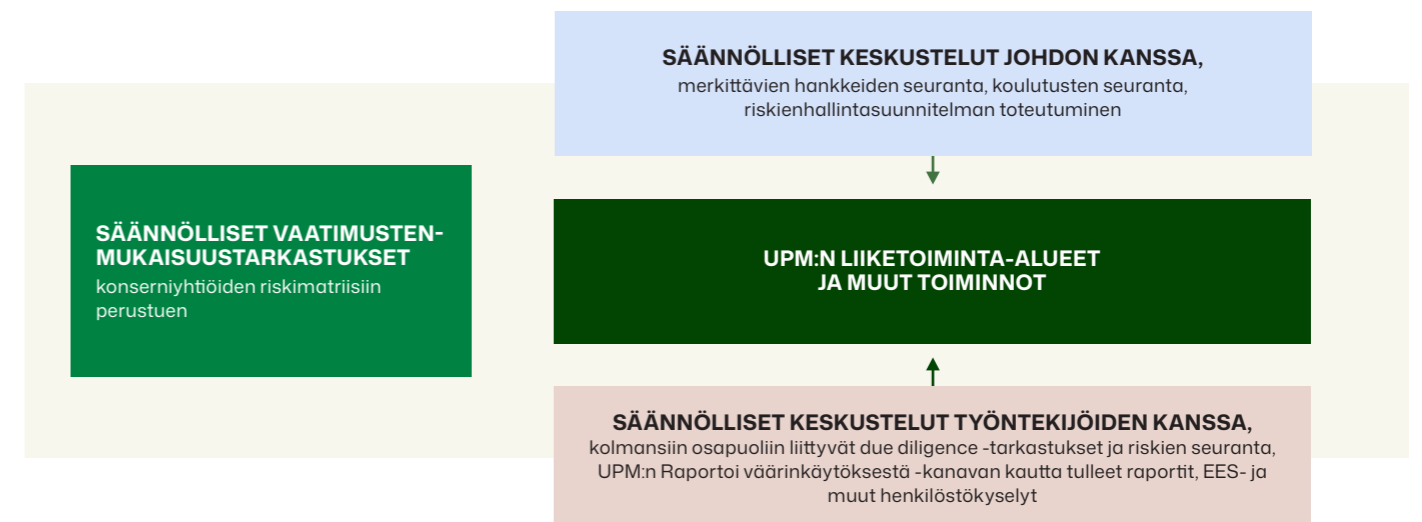 SÄÄNNÖLLISET KESKUSTELUT JOHDON KANSSA,
merkittävien hankkeiden seuranta, koulutusten seuranta,
riskienhallintasuunnitelman toteutuminen
SÄÄNNÖLLISET VAATIMUSTEN-
MUKAISUUSTARKASTUKSET
konserniyhtiöiden riskimatriisiin
perustuen
UPM:N LIIKETOIMINTA-ALUEET
JA MUUT TOIMINNOT
SÄÄNNÖLLISET KESKUSTELUT TYÖNTEKIJÖIDEN KANSSA,
kolmansiin osapuoliin liittyvät due diligence -tarkastukset ja riskien seuranta,
UPM:n Raportoi väärinkäytöksestä -kanavan kautta tulleet raportit, EES- ja
muut henkilöstökyselyt